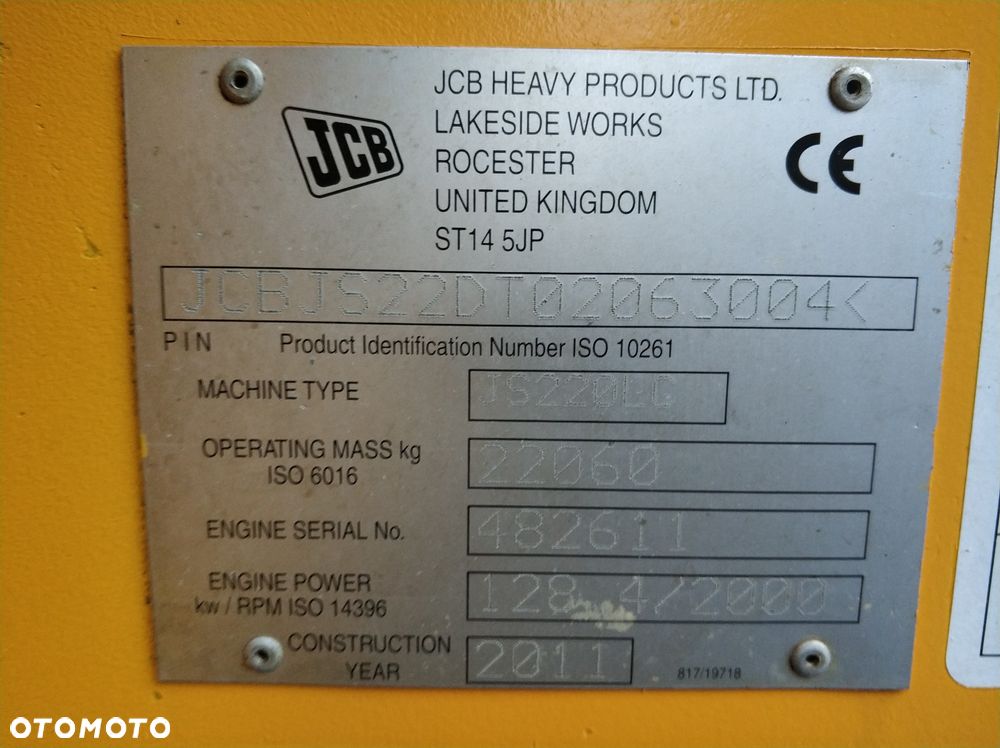 JCB HEAVY PRODUCTS LTD.
JCB
LAKESIDE WORKS
CE
ROCESTER
UNITED KINGDOM
ST14 5JP
JCBJS22DT02063004<
PIN Product Identification Number ISO 10261
MACHINE TYPE JS220LC
OPERATING MASS kg
ISO 6016
22060
ENGINE SERIAL No. 482611
ENGINE POWER
kw / RPM ISO 14396
128.4/2000
CONSTRUCTION
YEAR
2011
817/19718
OTOMOTO